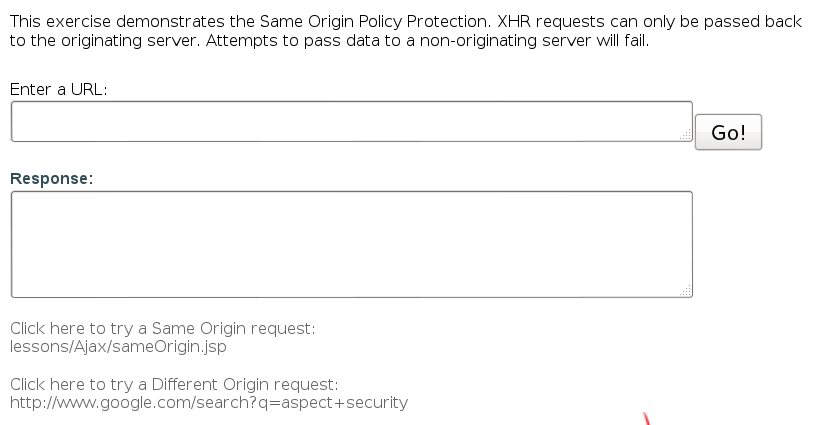 This exercise demonstrates the Same Origin Policy Protection. XHR requests can only be passed back
to the originating server. Attempts to pass data to a non-originating server will fail.
Enter a URL:
Go!
Response:
Click here to try a Same Origin request:
lessons/Ajax/sameOrigin.jsp
Click here to try a Different Origin request:
http://www.google.com/search?q=aspect+security